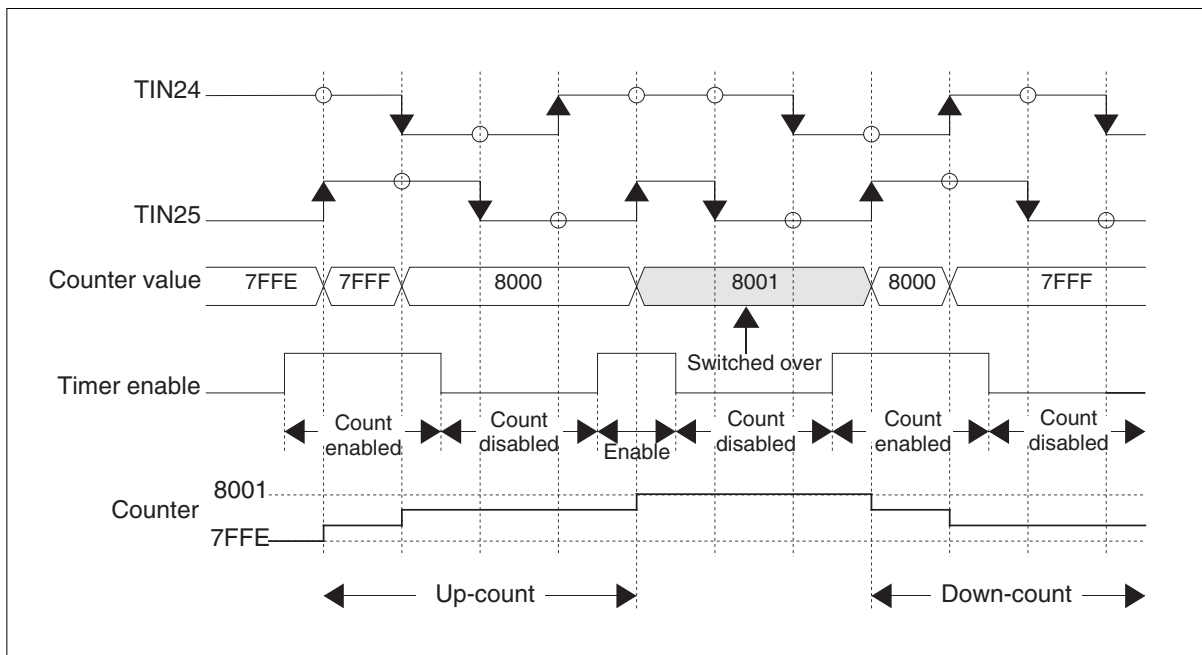 TIN24
TIN25
Counter value
7FFE
7FFF
8000
8001
8000
7FFF
Switched over
Timer enable
Count
enabled
Count
disabled
Enable
Count
disabled
Count
enabled
Count
disabled
8001
Counter
7FFE
Up-count
Down-count